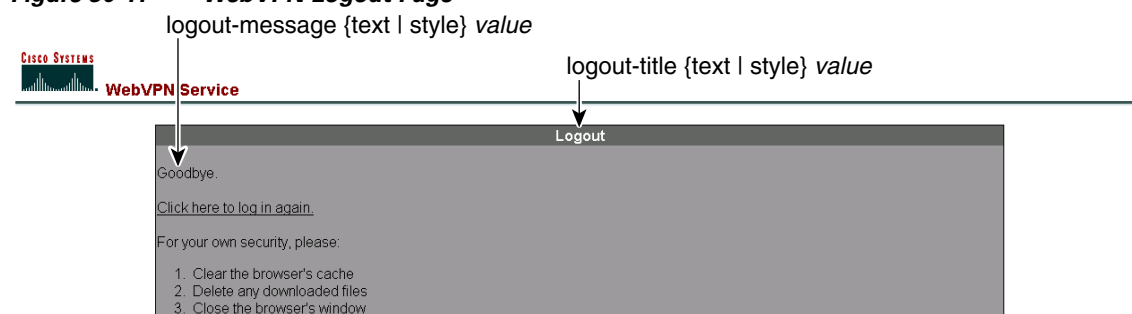 logout-message {text | style} value
CISCO SYSTEMS
WebVPN Service
logout-title {text | style} value
Logout
Goodbye.
Click here to log in again.
For your own security, please:
1. Clear the browser's cache
2. Delete any downloaded files
3. Close the browser's window